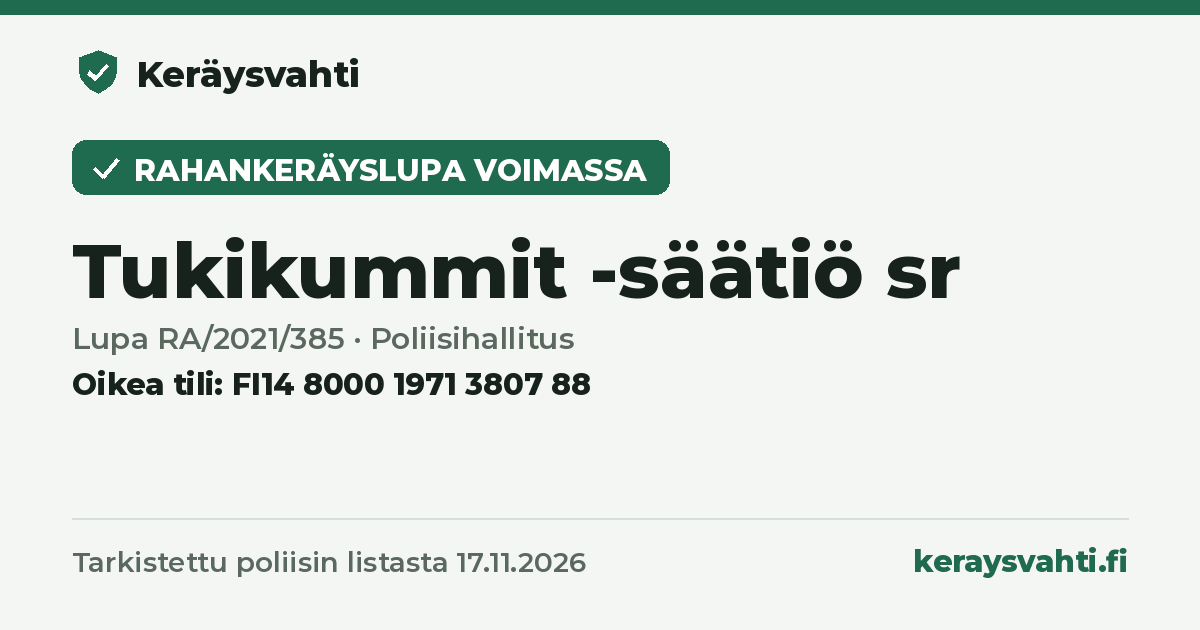 Keräysvahti
RAHANKERÄYSLUPA VOIMASSA
Tukikummit -säätiö sr
Lupa RA/2021/385 · Poliisihallitus
Oikea tili: FI14 8000 1971 3807 88
Tarkistettu poliisin listasta 17.11.2026
keraysvahti.fi